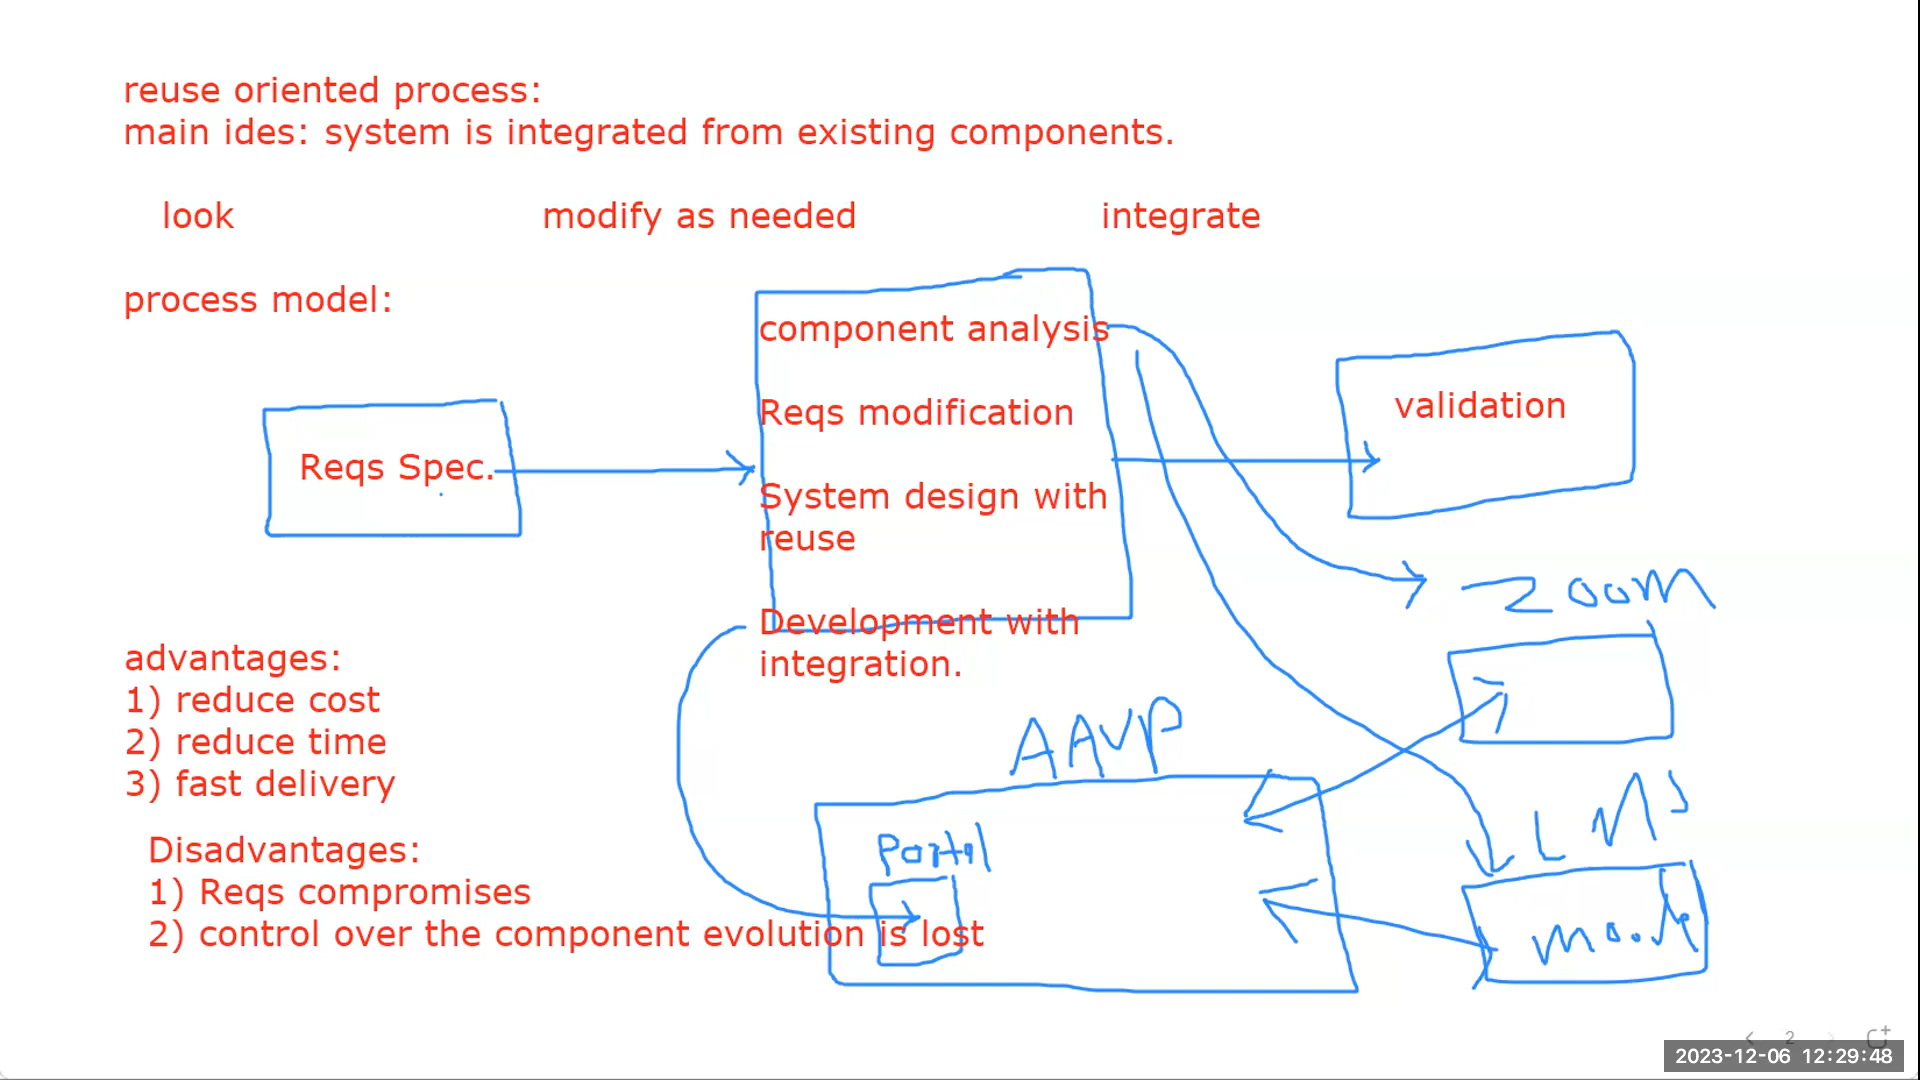 reuse oriented process:
main ides: system is integrated from existing components.
look modify as needed integrate
process model:
component analysis
Reqs modification
System design with
reuse
Development with
integration.
Reqs Spec.
validation
zoom
advantages:
1) reduce cost
2) reduce time
3) fast delivery
Disadvantages:
1) Reqs compromises
2) control over the component evolution is lost
AAVP
Portal
LMS
2
2023-12-06 12:29:48